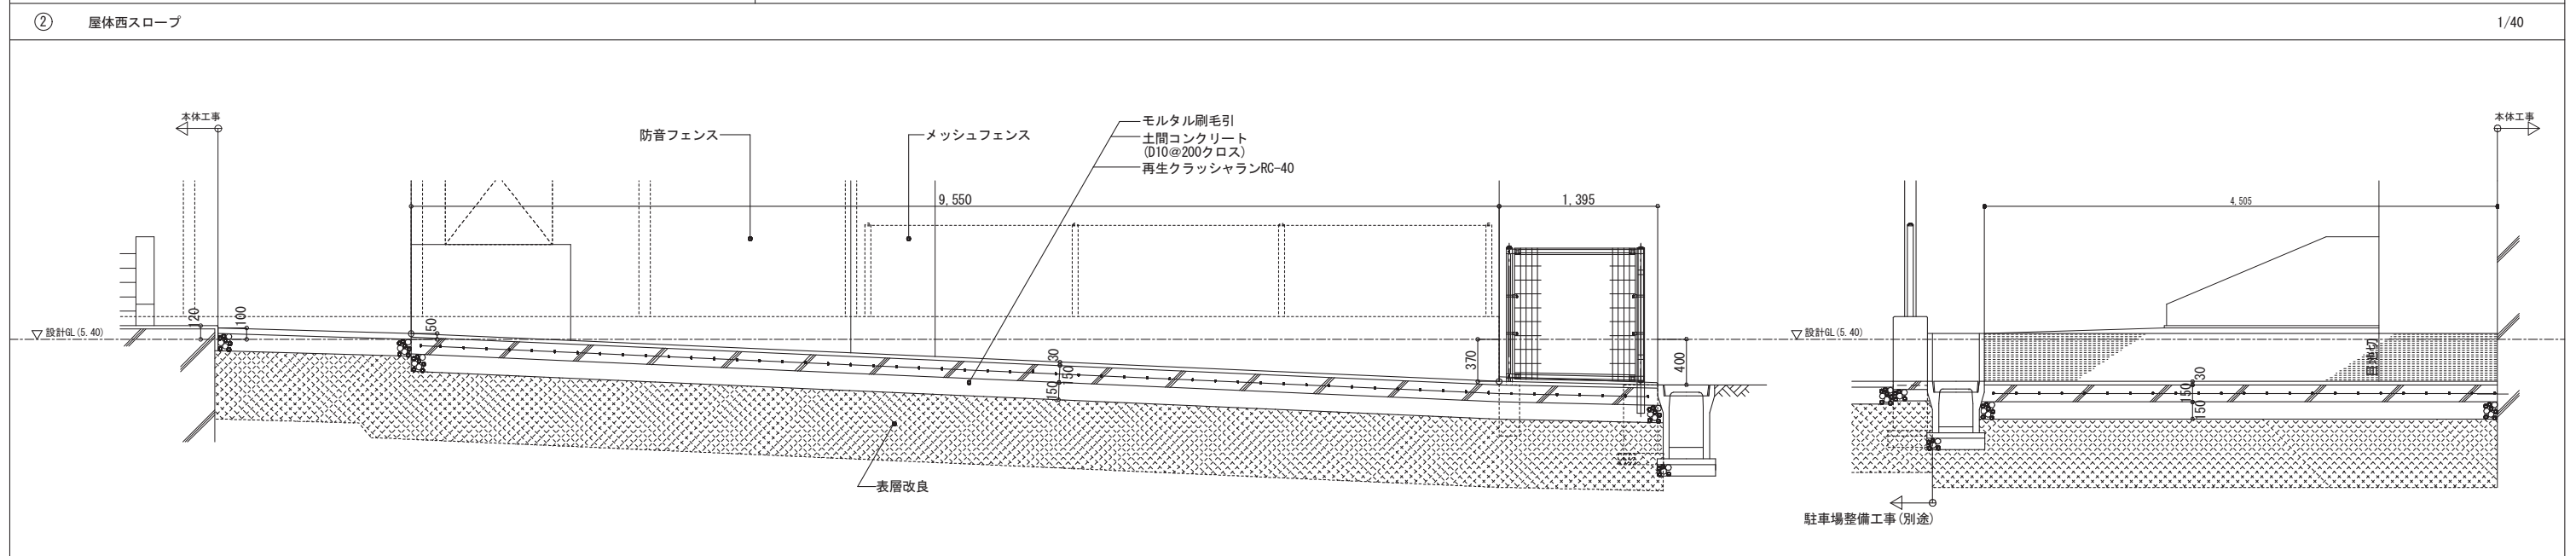 ② 屋体西スロープ 1/40
本体工事
防音フェンス
メッシュフェンス
モルタル刷毛引
土間コンクリート
(D10@200クロス)
再生クラッシャランRC-40
本体工事
9,550
1,395
4,505
120
100
50
▽設計GL(5.40)
30
150
150
370
400
▽設計GL(5.40)
目地切
30
150
150
表層改良
駐車場整備工事(別途)